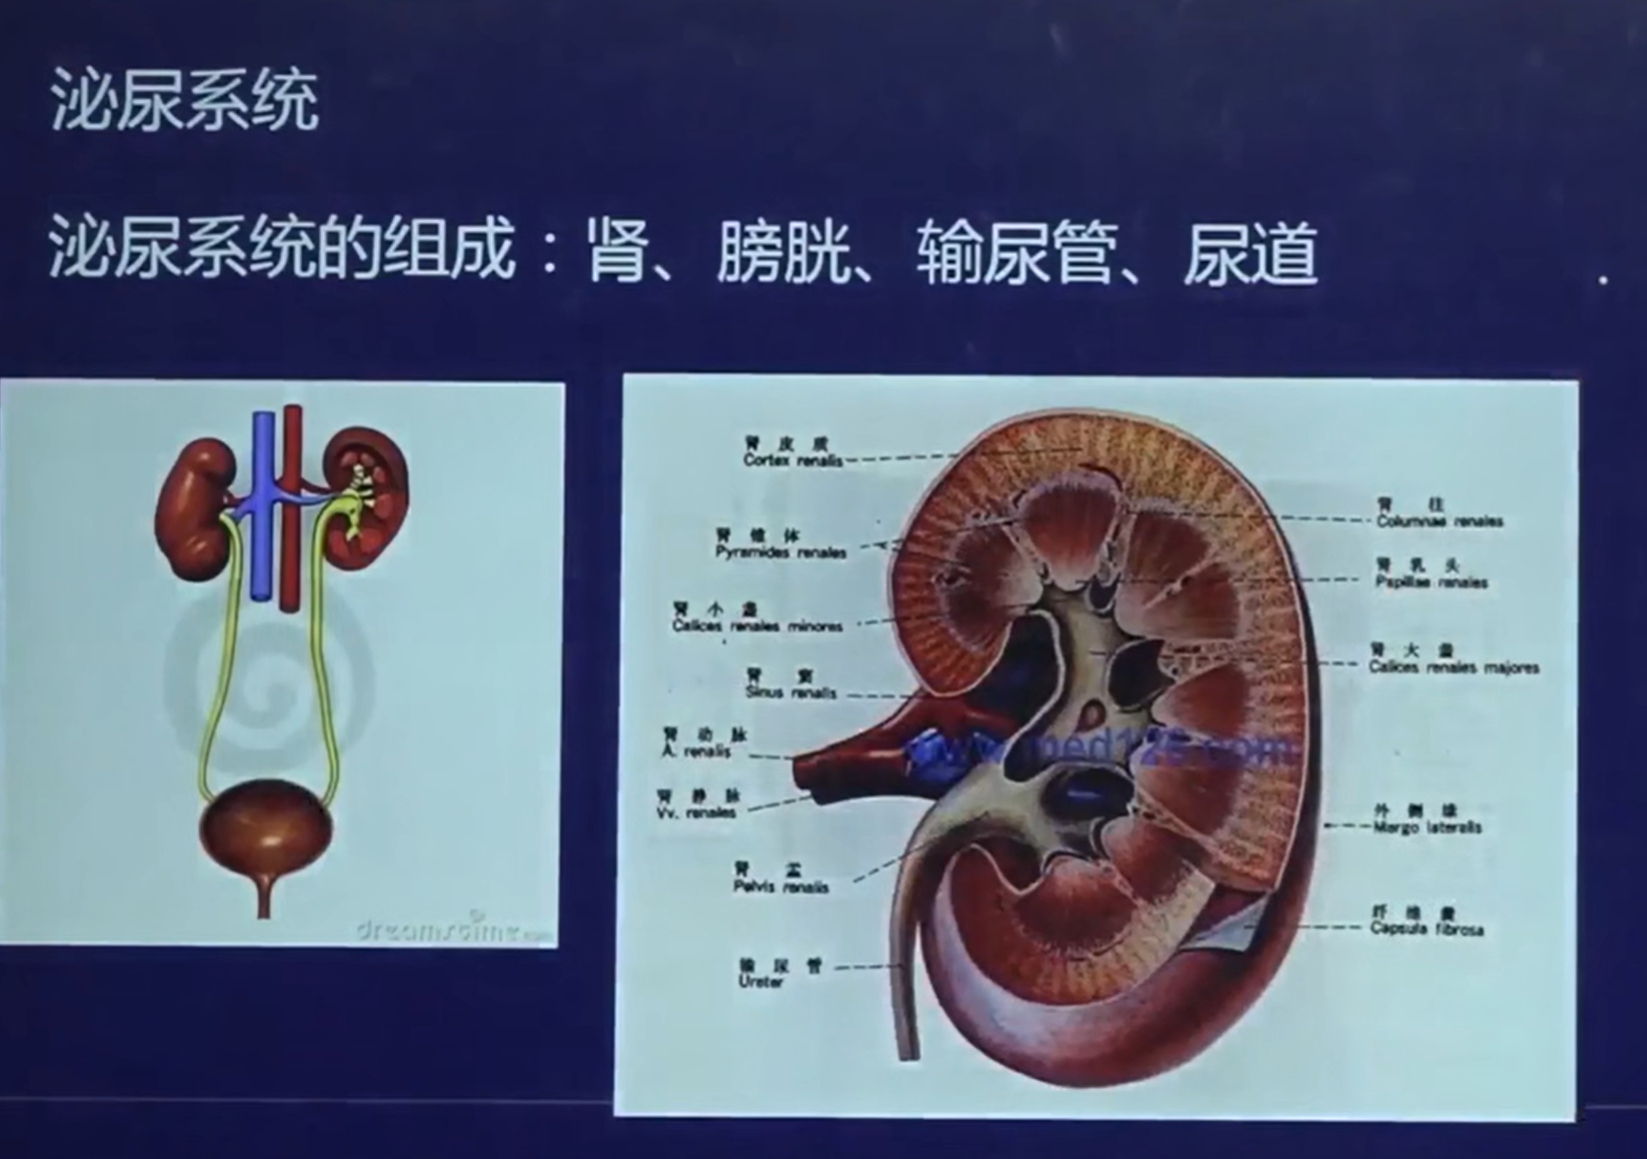 泌尿系统
泌尿系统的组成：肾、膀胱、输尿管、尿道
肾皮质
Cortex renalis
肾锥体
Pyramides renales
肾小盏
Calices renales minores
肾窦
Sinus renalis
肾动脉
A. renalis
肾静脉
Vv. renales
肾盂
Pelvis renalis
输尿管
Ureter
肾柱
Columnae renales
肾乳头
Papillae renales
肾大盏
Calices renales majores
外侧缘
Margo lateralis
纤维囊
Capsula fibrosa
www.med126.com
dreamstime.com